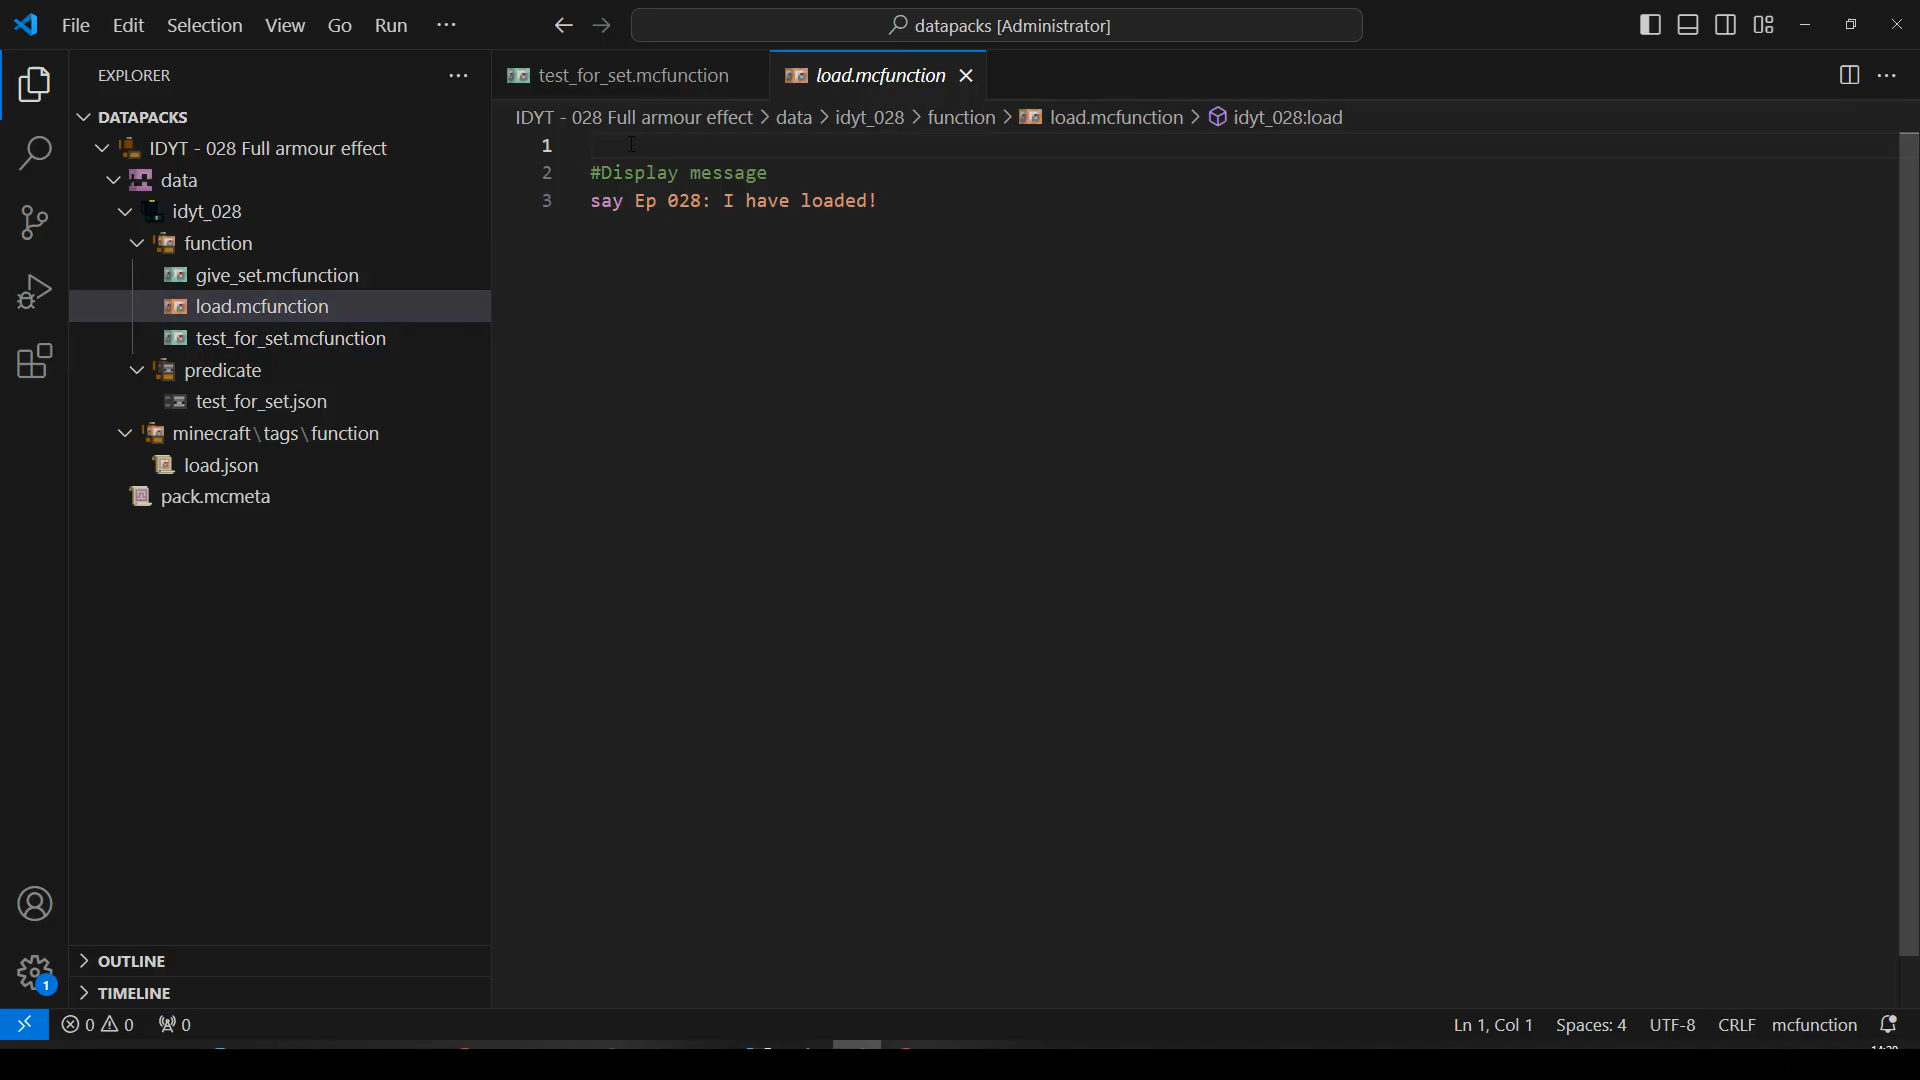 File Edit Selection View Go Run ···
datapacks [Administrator]
EXPLORER
DATAPACKS
IDYT - 028 Full armour effect
data
idyt_028
function
give_set.mcfunction
load.mcfunction
test_for_set.mcfunction
predicate
test_for_set.json
minecraft\tags\function
load.json
pack.mcmeta
OUTLINE
TIMELINE
test_for_set.mcfunction
load.mcfunction
IDYT - 028 Full armour effect > data > idyt_028 > function > load.mcfunction > idyt_028:load
1
2 #Display message
3 say Ep 028: I have loaded!
1
0 0 0
Ln 1, Col 1 Spaces: 4 UTF-8 CRLF mcfunction